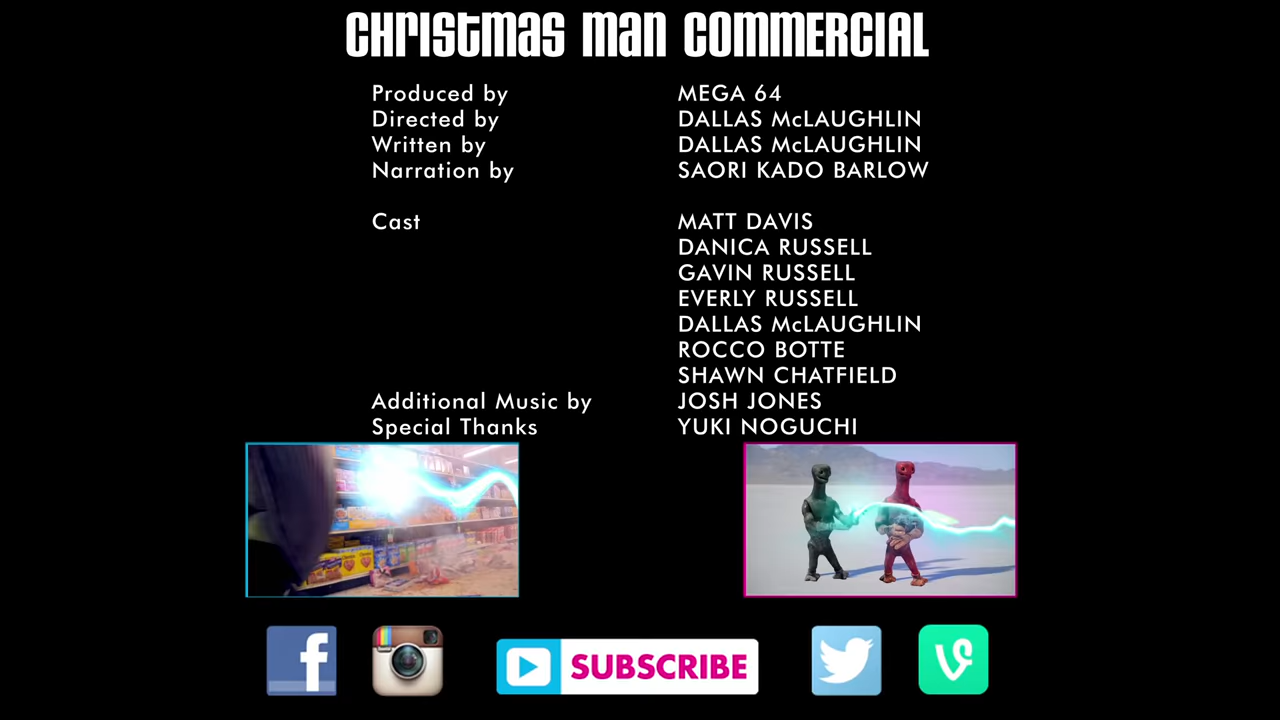 CHRISTMAS MAN COMMERCIAL
Produced by MEGA 64
Directed by DALLAS McLAUGHLIN
Written by DALLAS McLAUGHLIN
Narration by SAORI KADO BARLOW
Cast MATT DAVIS
DANICA RUSSELL
GAVIN RUSSELL
EVERLY RUSSELL
DALLAS McLAUGHLIN
ROCCO BOTTE
SHAWN CHATFIELD
Additional Music by JOSH JONES
Special Thanks YUKI NOGUCHI
SUBSCRIBE